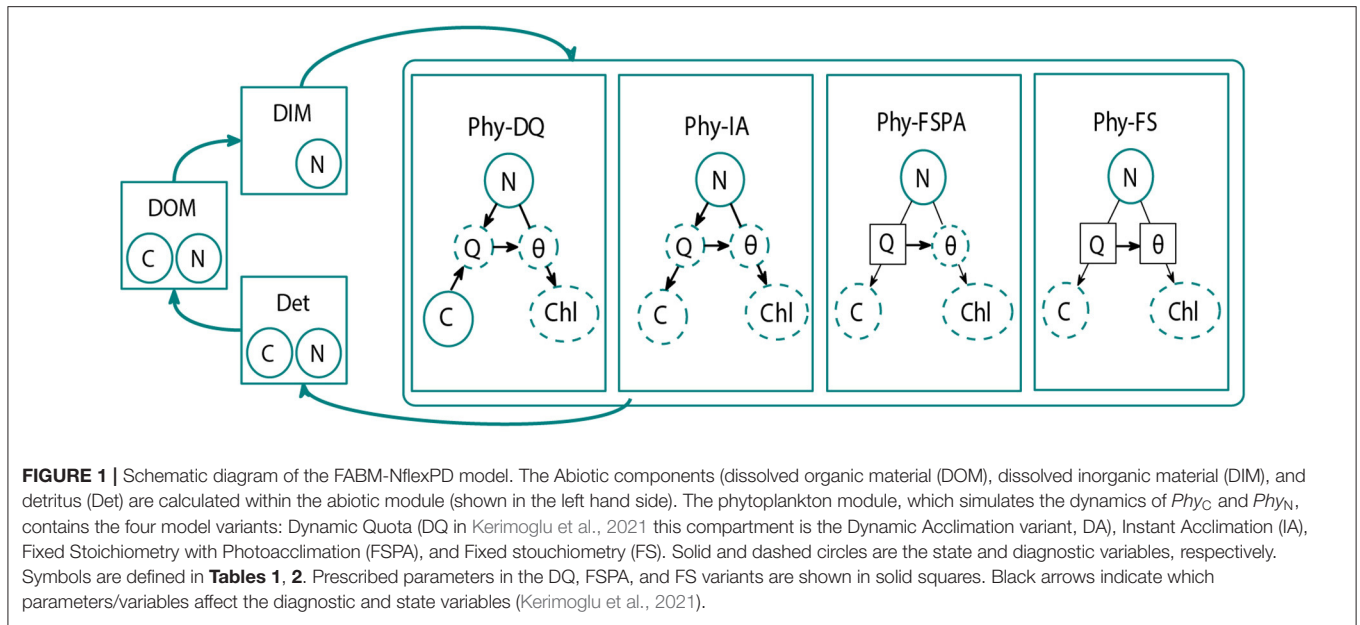 DIM
N
DOM
C N
Det
C N
Phy-DQ
N
Q θ
C Chl
Phy-IA
N
Q θ
C Chl
Phy-FSPA
N
Q θ
C Chl
Phy-FS
N
Q θ
C Chl
FIGURE 1 | Schematic diagram of the FABM-NflexPD model. The Abiotic components (dissolved organic material (DOM), dissolved inorganic material (DIM), and
detritus (Det) are calculated within the abiotic module (shown in the left hand side). The phytoplankton module, which simulates the dynamics of PhyC and PhyN,
contains the four model variants: Dynamic Quota (DQ in Kerimoglu et al., 2021 this compartment is the Dynamic Acclimation variant, DA), Instant Acclimation (IA),
Fixed Stoichiometry with Photoacclimation (FSPA), and Fixed stouchiometry (FS). Solid and dashed circles are the state and diagnostic variables, respectively.
Symbols are defined in Tables 1, 2. Prescribed parameters in the DQ, FSPA, and FS variants are shown in solid squares. Black arrows indicate which
parameters/variables affect the diagnostic and state variables (Kerimoglu et al., 2021).